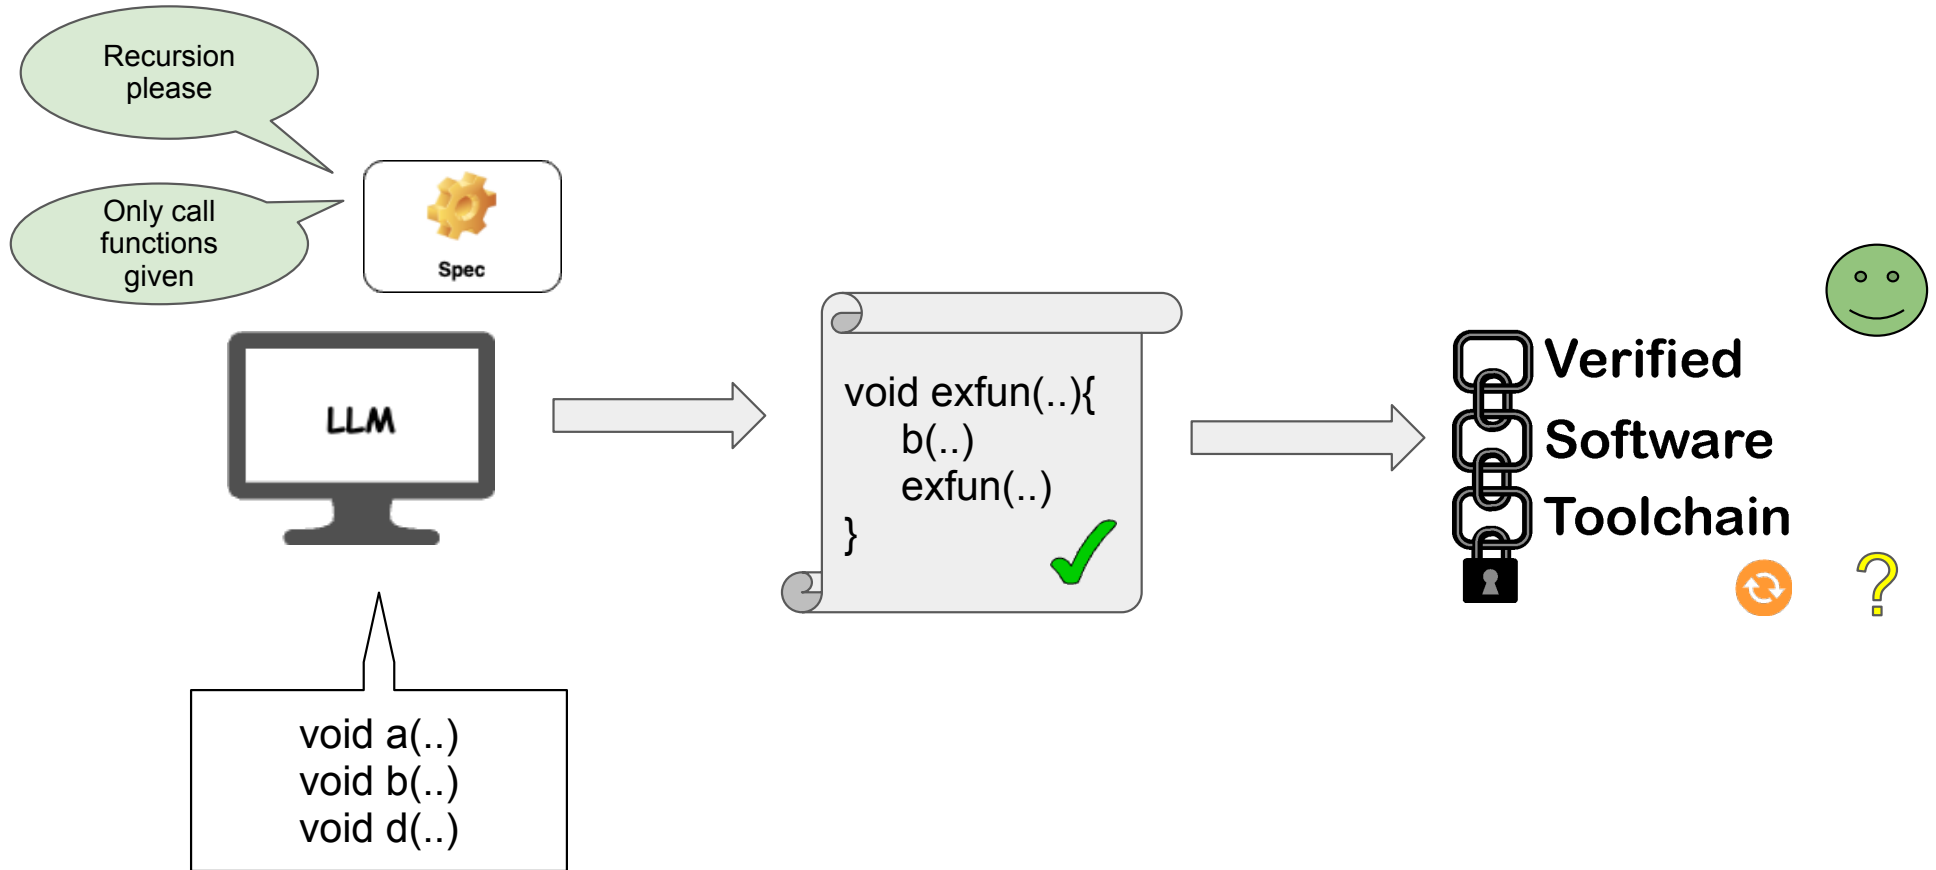 Recursion
please
Only call
functions
given
Spec
LLM
void a(..)
void b(..)
void d(..)
void exfun(..){
b(..)
exfun(..)
}
Verified
Software
Toolchain
?